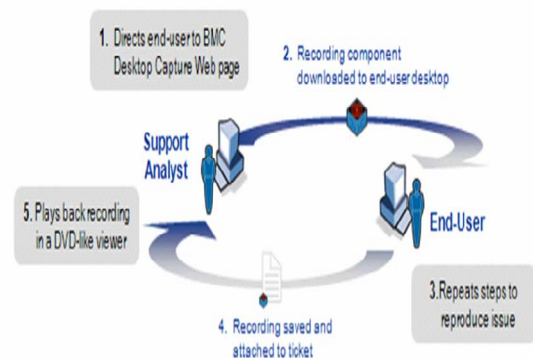 1. Directs end-user to BMC
Desktop Capture Web page
2. Recording component
downloaded to end-user desktop
Support
Analyst
5. Plays back recording
in a DVD-like viewer
End-User
3.Repeats steps to
reproduce issue
4. Recording saved and
attached to ticket